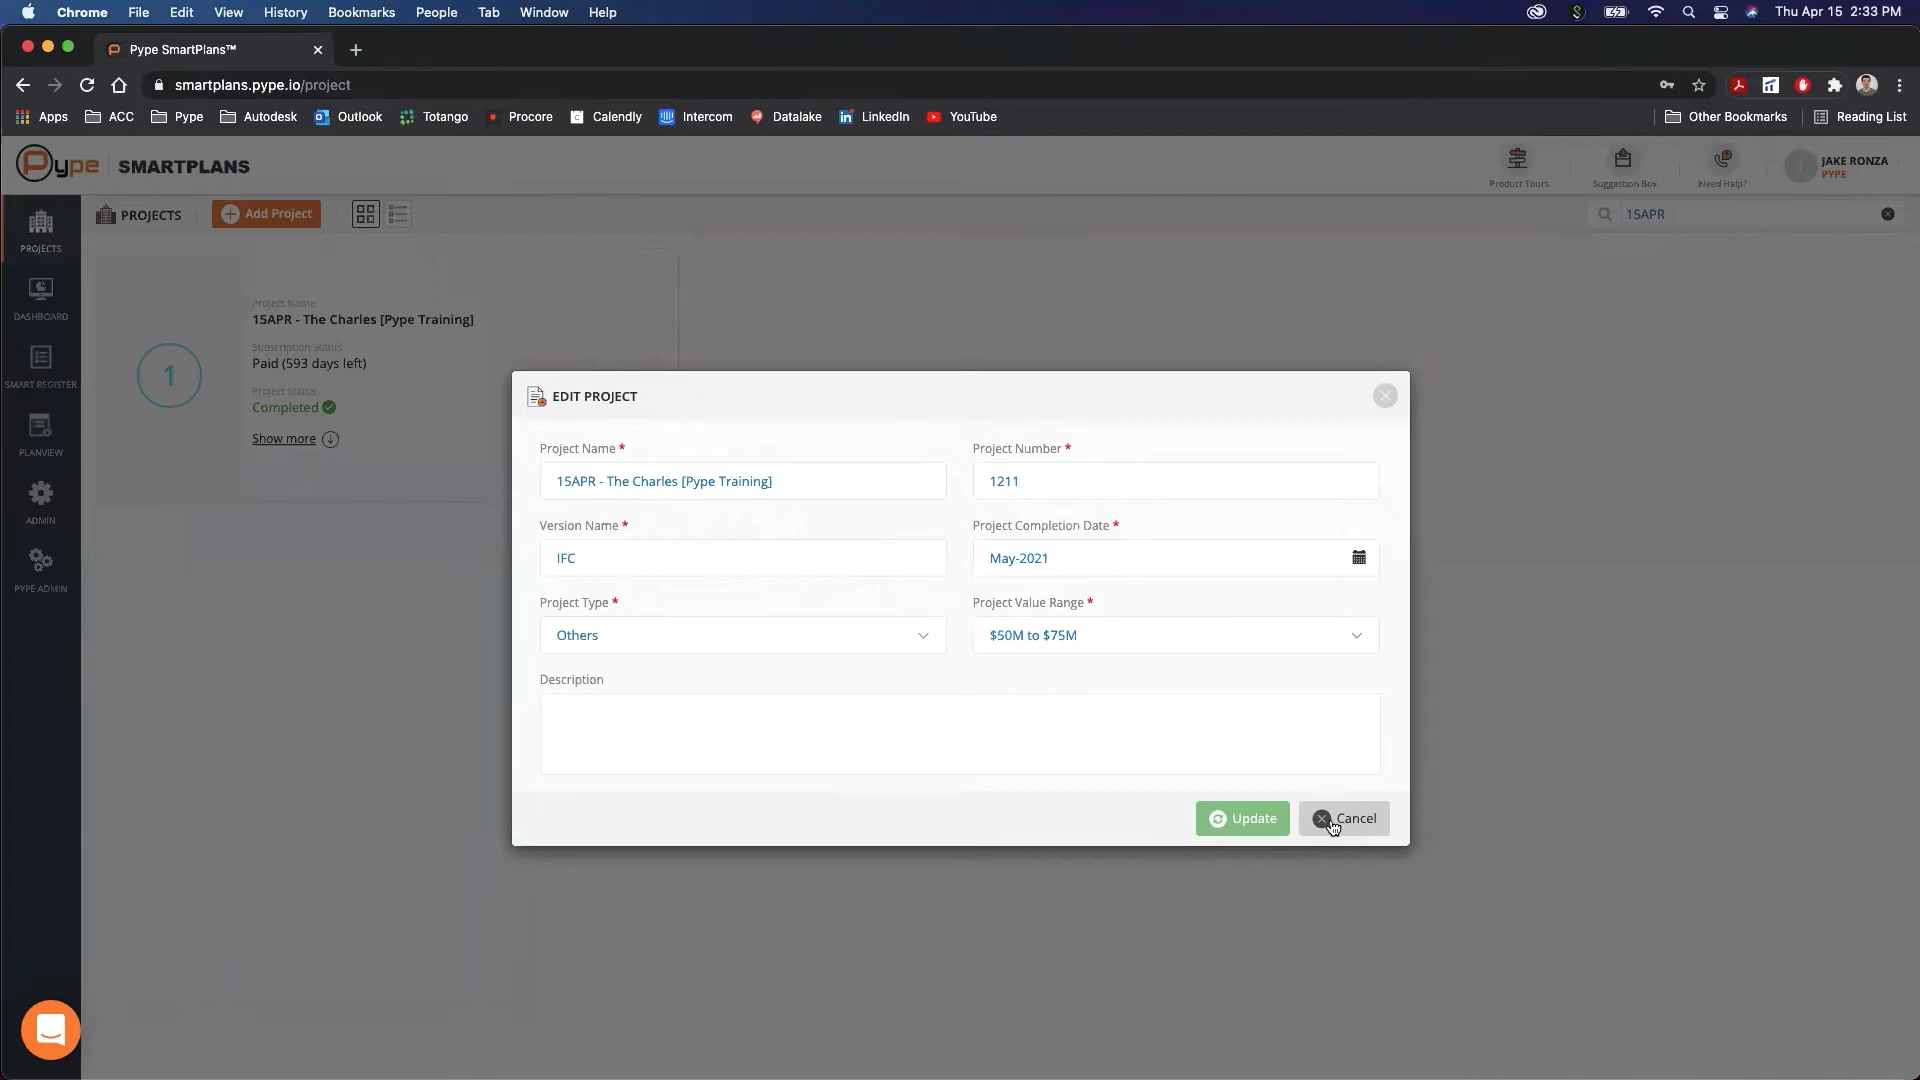 Chrome File Edit View History Bookmarks People Tab Window Help Thu Apr 15 2:33 PM
Pype SmartPlans™
smartplans.pype.io/project
Apps ACC Pype Autodesk Outlook Totango Procore Calendly Intercom Datalake LinkedIn YouTube Other Bookmarks Reading List
Pype SMARTPLANS
Product Tours Suggestion Box Need Help?
JAKE RONZA
PYPE
PROJECTS Add Project 15APR
PROJECTS
DASHBOARD
SMART REGISTER
PLANVIEW
ADMIN
PYPE ADMIN
1
Project Name:
15APR - The Charles [Pype Training]
Subscription Status
Paid (593 days left)
Project Status
Completed
Show more
EDIT PROJECT
Project Name * Project Number *
15APR - The Charles [Pype Training] 1211
Version Name * Project Completion Date *
IFC May-2021
Project Type * Project Value Range *
Others $50M to $75M
Description
Update Cancel